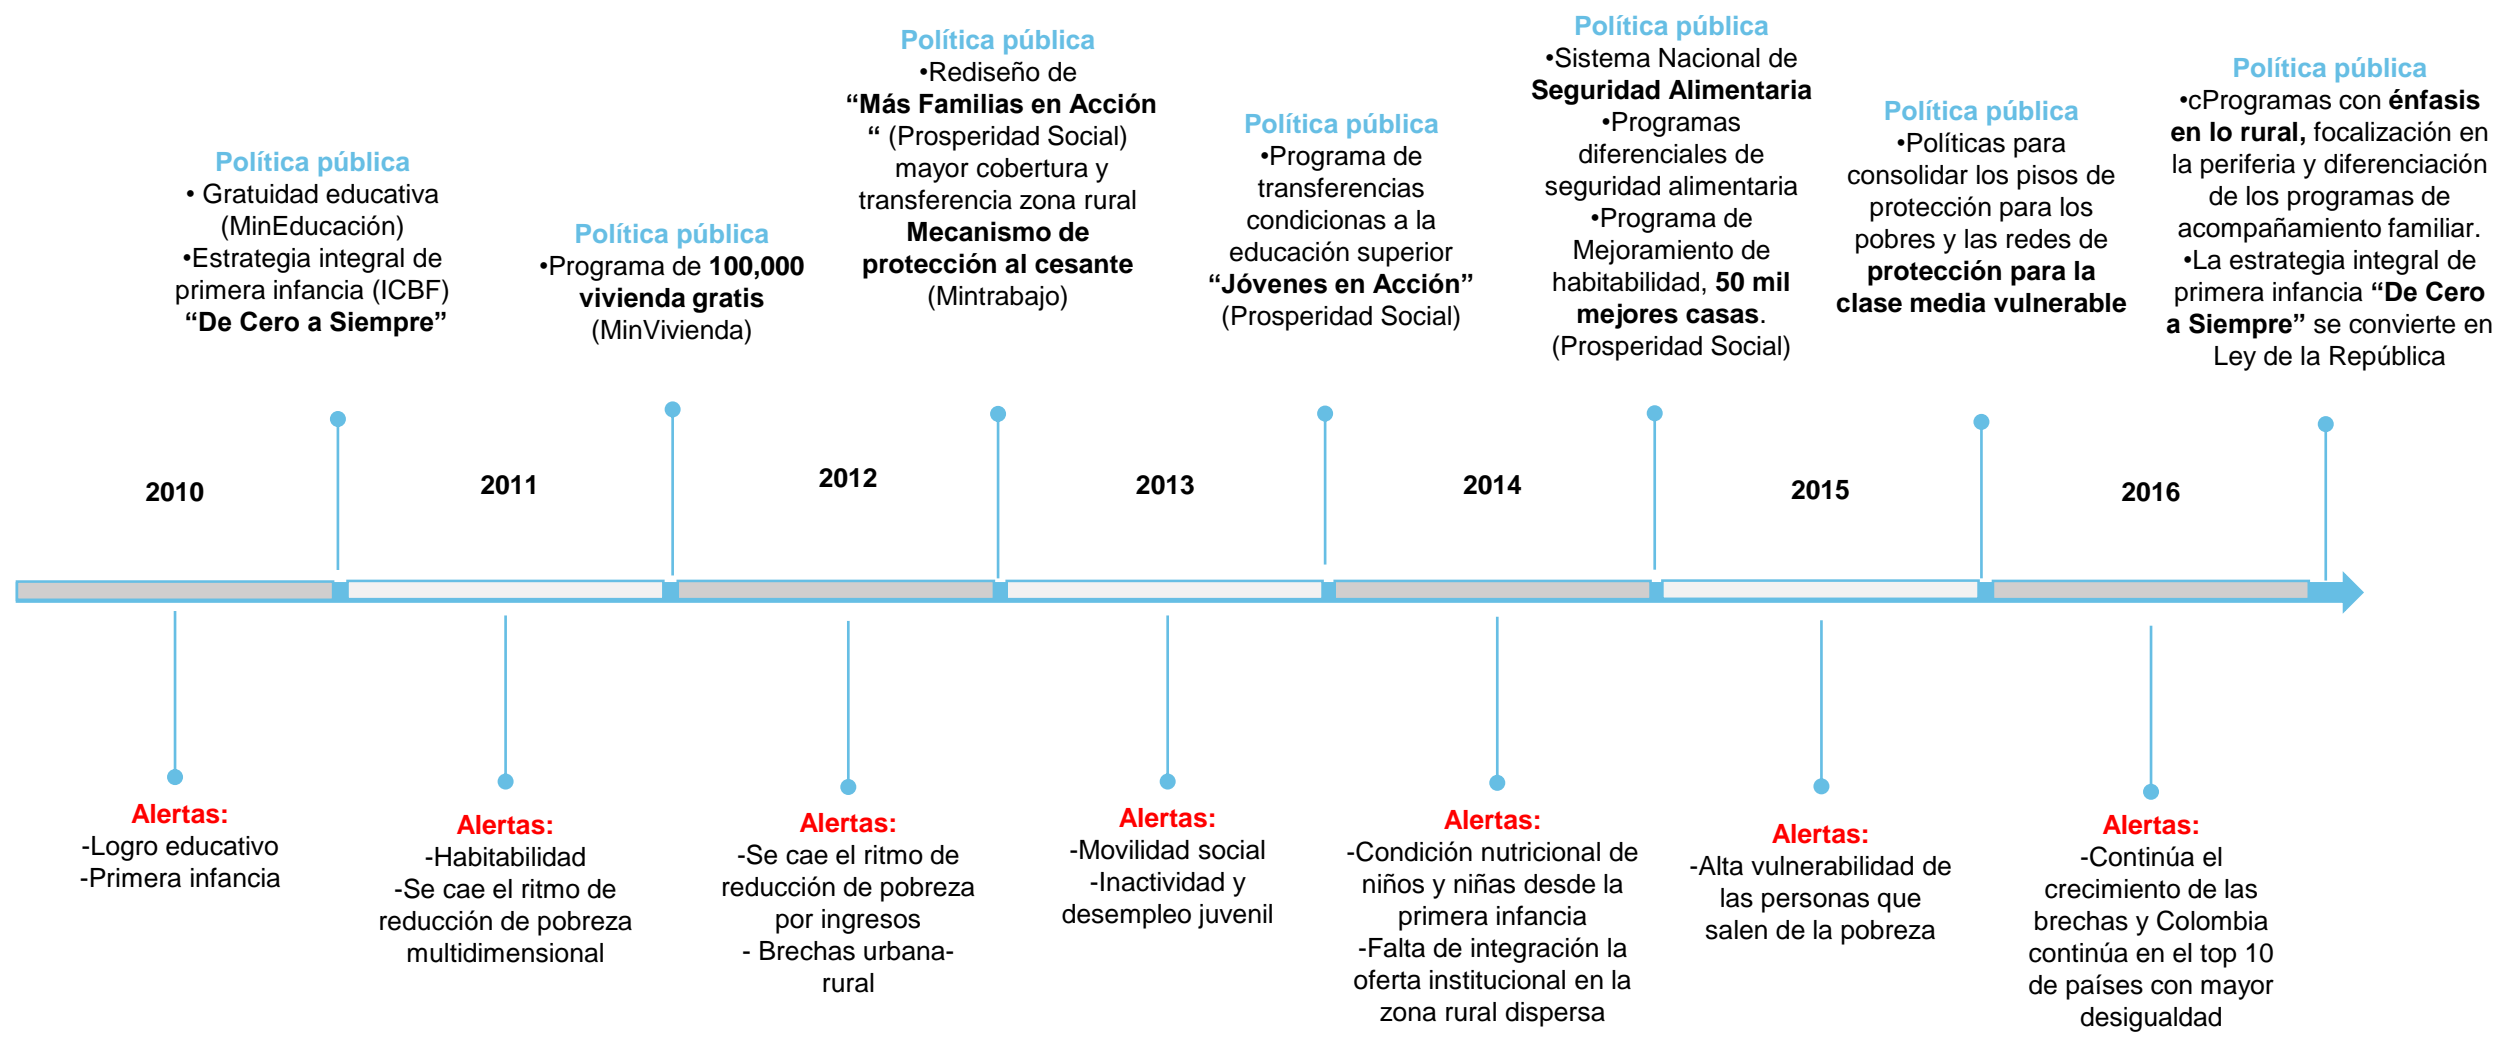 Política pública
• Gratuidad educativa
(MinEducación)
•Estrategia integral de
primera infancia (ICBF)
“De Cero a Siempre”
Política pública
•Programa de 100,000
vivienda gratis
(MinVivienda)
Política pública
•Rediseño de
“Más Familias en Acción
“ (Prosperidad Social)
mayor cobertura y
transferencia zona rural
Mecanismo de
protección al cesante
(Mintrabajo)
Política pública
•Programa de
transferencias
condicionas a la
educación superior
“Jóvenes en Acción”
(Prosperidad Social)
Política pública
•Sistema Nacional de
Seguridad Alimentaria
•Programas
diferenciales de
seguridad alimentaria
•Programa de
Mejoramiento de
habitabilidad, 50 mil
mejores casas.
(Prosperidad Social)
Política pública
•Políticas para
consolidar los pisos de
protección para los
pobres y las redes de
protección para la
clase media vulnerable
Política pública
•cProgramas con énfasis
en lo rural, focalización en
la periferia y diferenciación
de los programas de
acompañamiento familiar.
•La estrategia integral de
primera infancia “De Cero
a Siempre” se convierte en
Ley de la República
2010
2011
2012
2013
2014
2015
2016
Alertas:
-Logro educativo
-Primera infancia
Alertas:
-Habitabilidad
-Se cae el ritmo de
reducción de pobreza
multidimensional
Alertas:
-Se cae el ritmo de
reducción de pobreza
por ingresos
- Brechas urbana-
rural
Alertas:
-Movilidad social
-Inactividad y
desempleo juvenil
Alertas:
-Condición nutricional de
niños y niñas desde la
primera infancia
-Falta de integración la
oferta institucional en la
zona rural dispersa
Alertas:
-Alta vulnerabilidad de
las personas que
salen de la pobreza
Alertas:
-Continúa el
crecimiento de las
brechas y Colombia
continúa en el top 10
de países con mayor
desigualdad